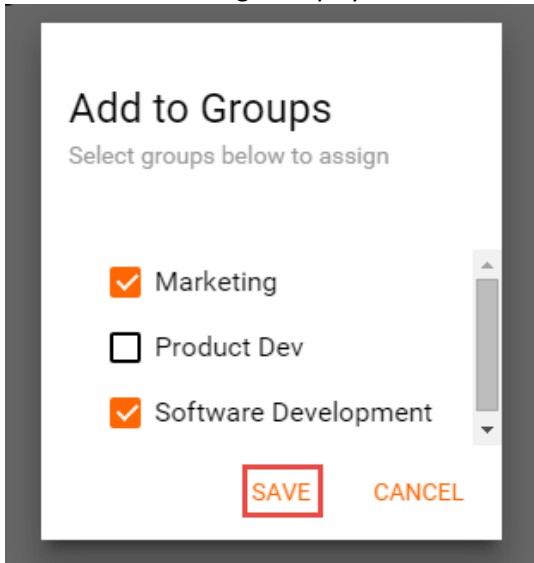 Add to Groups
Select groups below to assign
Marketing
Product Dev
Software Development
SAVE CANCEL